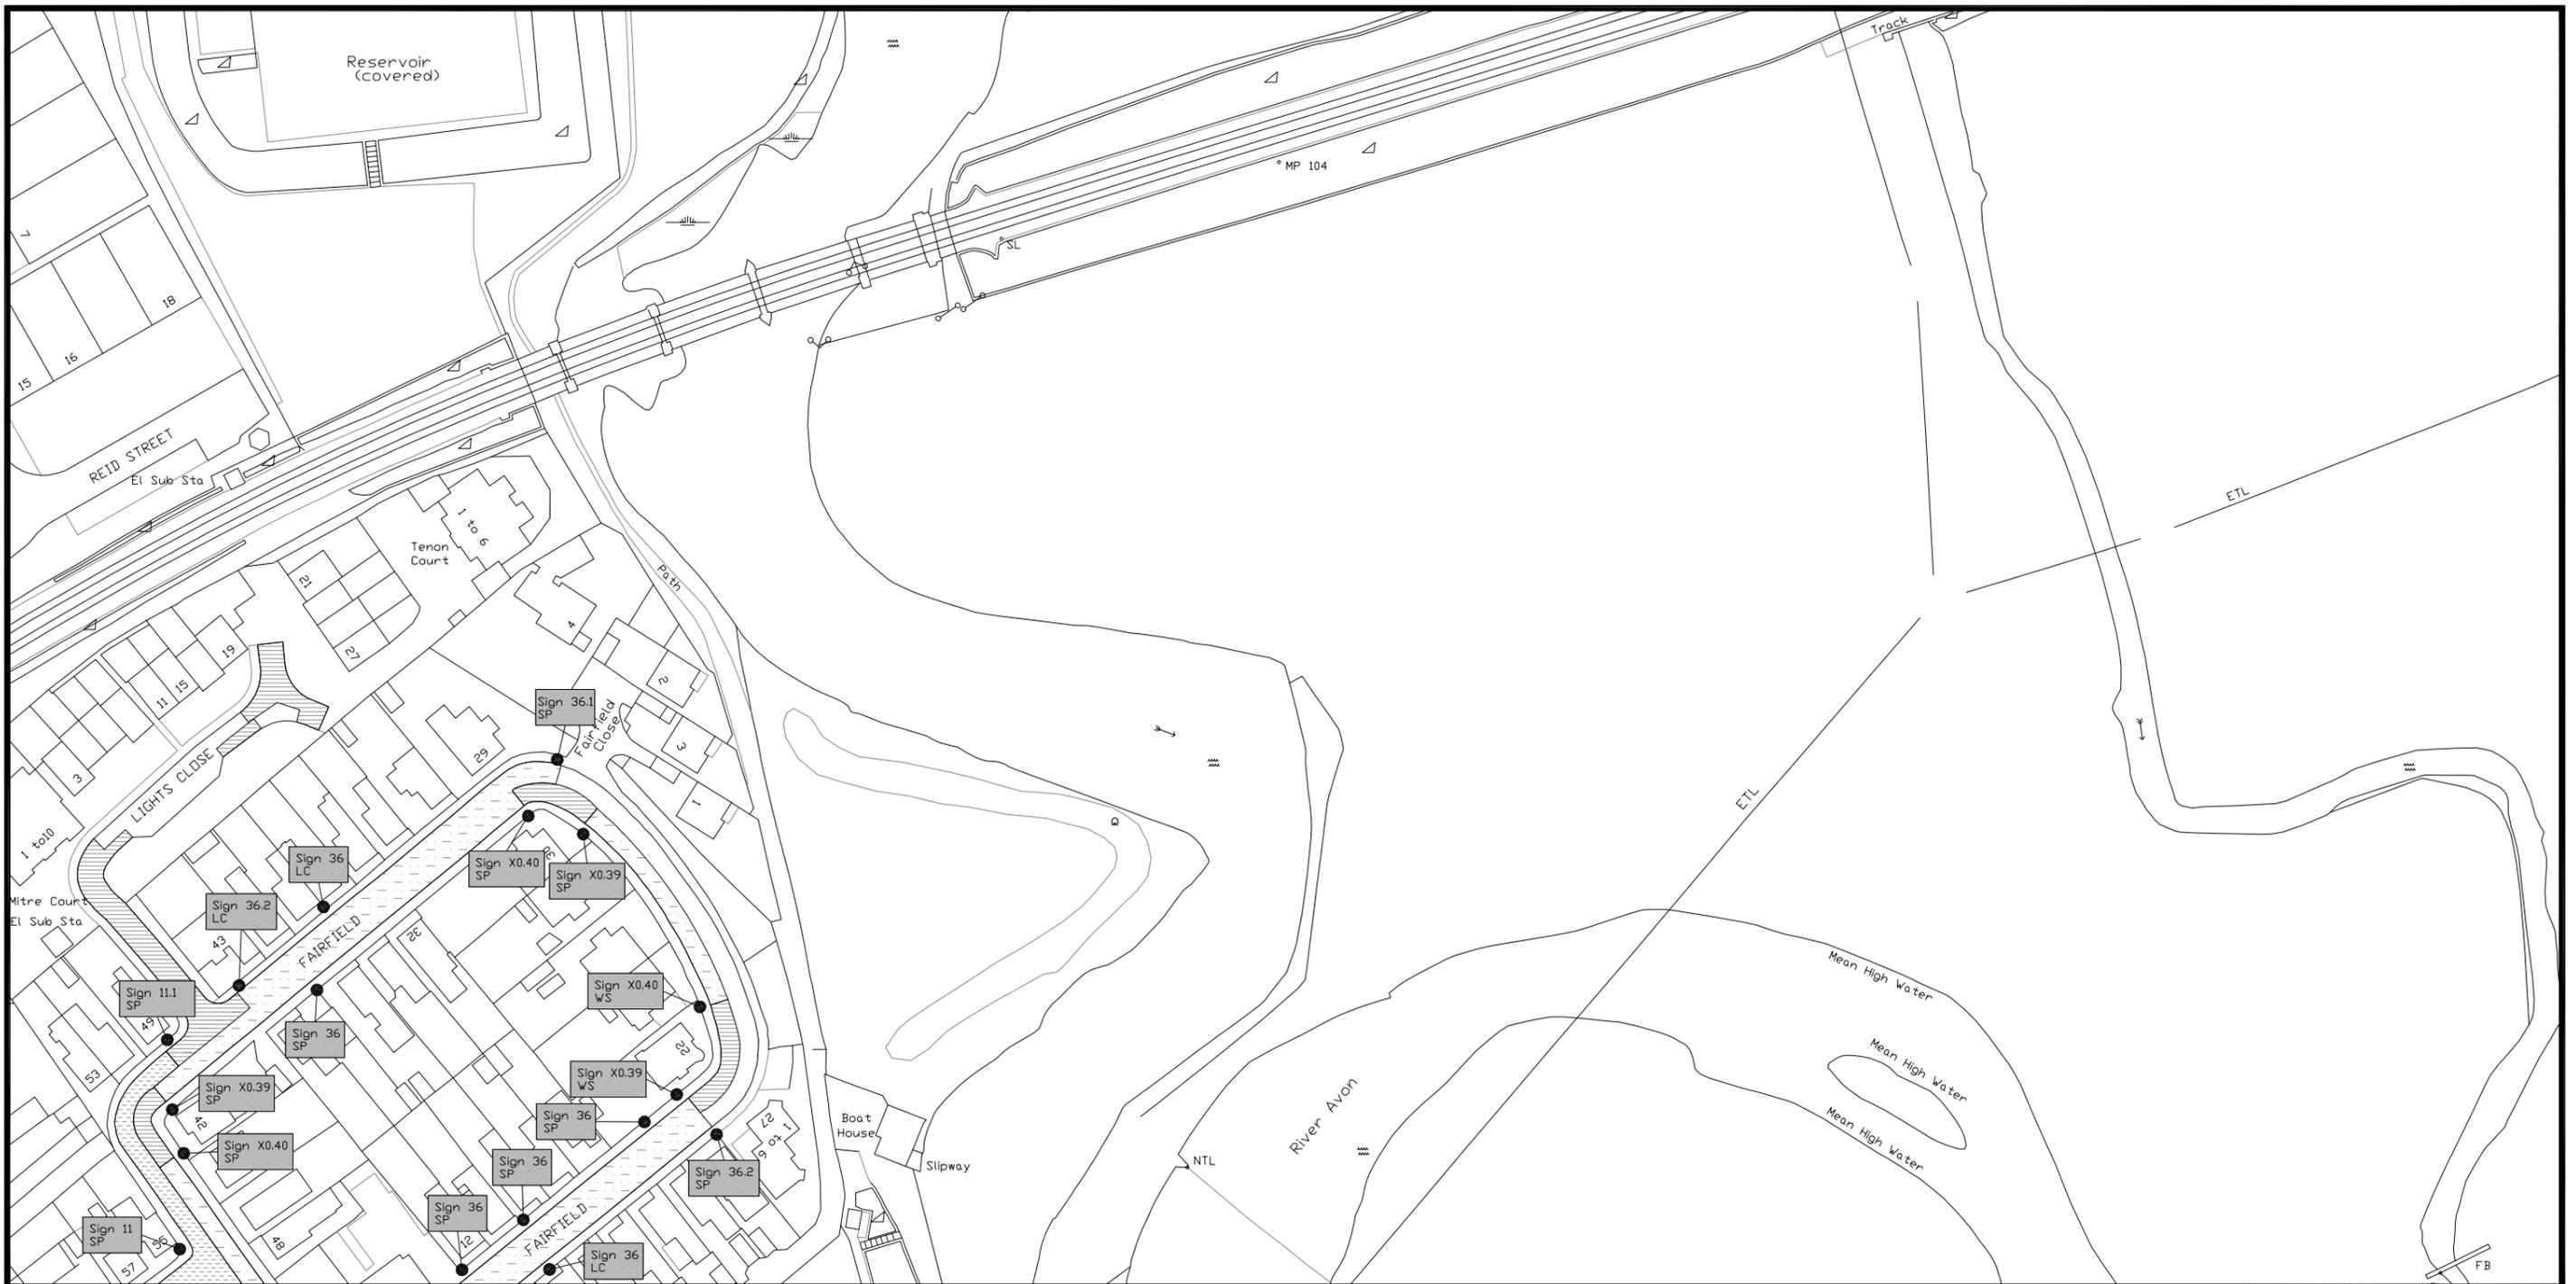 Track
Reservoir
(covered)
MP 104
7
SL
18
16
15
REID STREET
El Sub Sta
1 to 6
Tenon
Court
ETL
Path
21
4
27
19
15
11
2
3
Sign 36.1
SP
Fairfield
Close
29
3
LIGHTS CLOSE
1
ETL
1 to10
Sign 36
LC
Sign X0.40
SP
Sign X0.39
SP
30
Mitre Court
El Sub Sta
Sign 36.2
LC
43
FAIRFIELD
32
Mean High Water
Sign 11.1
SP
49
Sign X0.40
WS
Sign 36
SP
22
53
Sign X0.39
WS
Mean High Water
Sign X0.39
SP
42
Sign 36
SP
27
1 to 6
Boat
House
River Avon
Mean High Water
Sign X0.40
SP
Sign 36
SP
Slipway
NTL
Sign 36.2
SP
Sign 36
SP
12
FAIRFIELD
Sign 11
SP
55
57
48
Sign 36
LC
FB